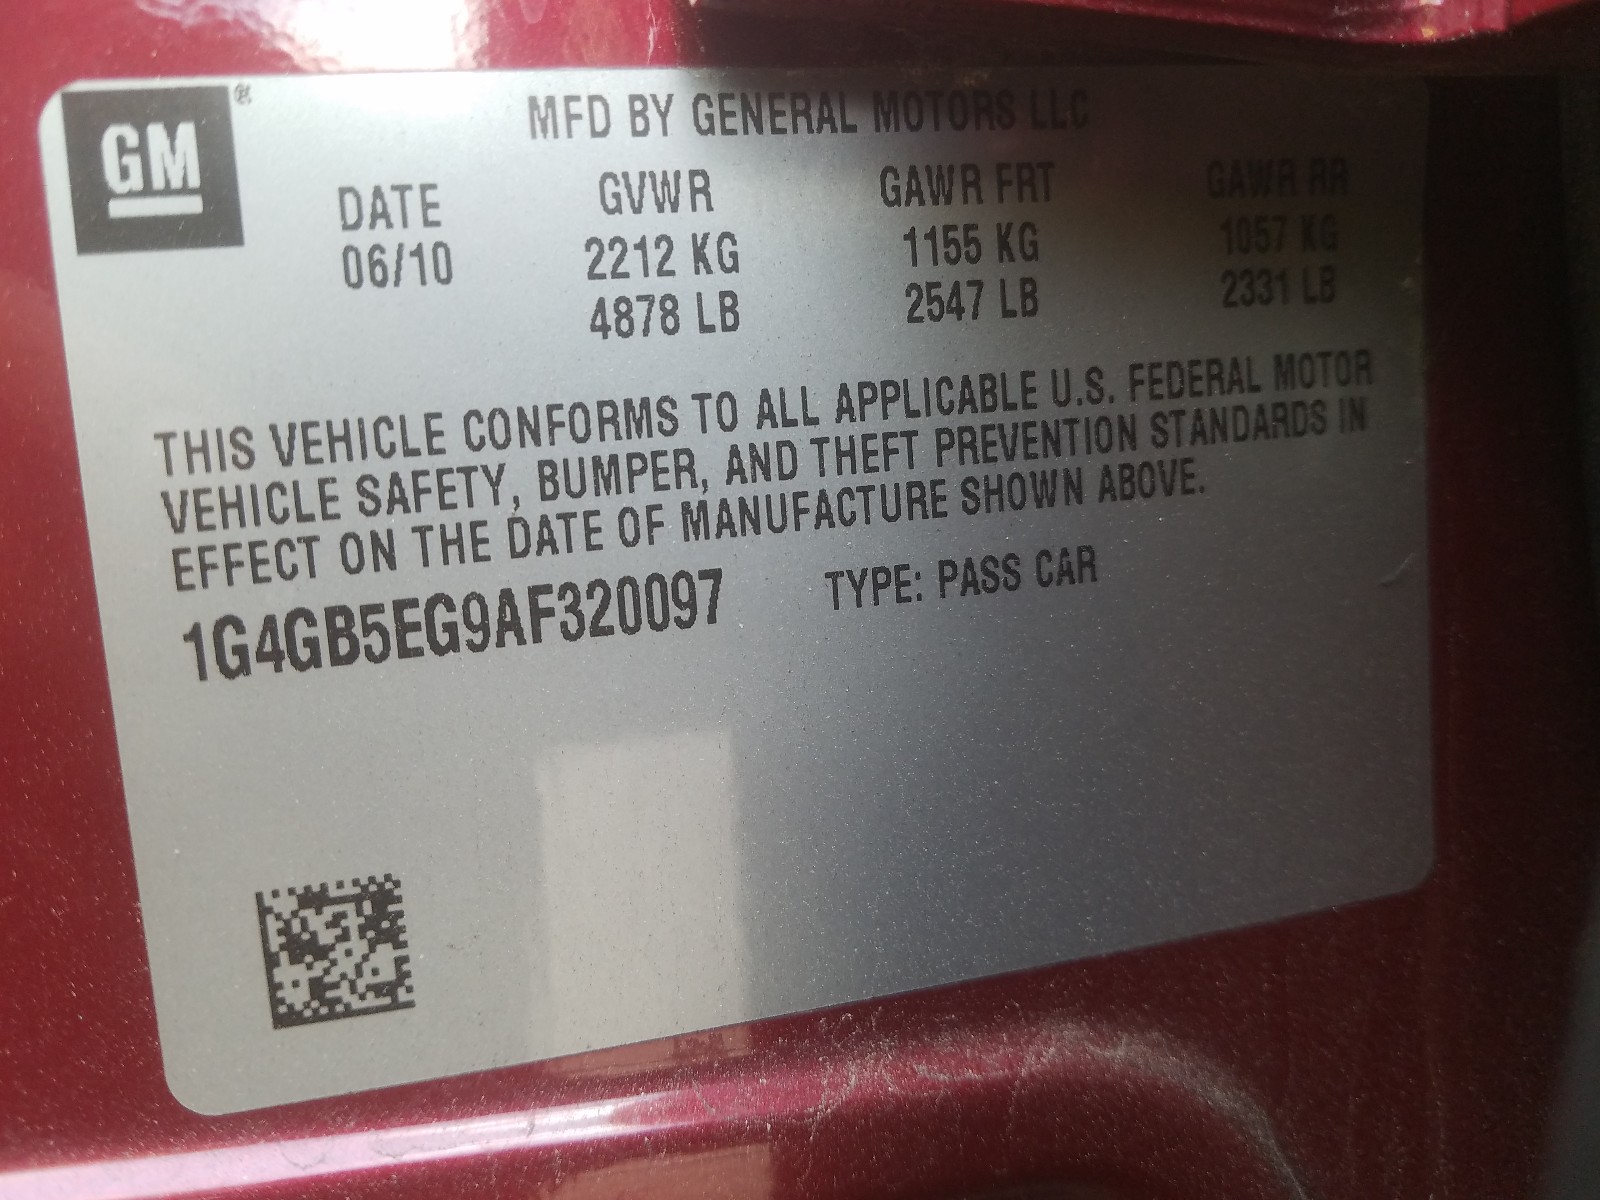 GM ®
MFD BY GENERAL MOTORS LLC
DATE GVWR GAWR FRT GAWR RR
06/10 2212 KG 1155 KG 1057 KG
4878 LB 2547 LB 2331 LB
THIS VEHICLE CONFORMS TO ALL APPLICABLE U.S. FEDERAL MOTOR
VEHICLE SAFETY, BUMPER, AND THEFT PREVENTION STANDARDS IN
EFFECT ON THE DATE OF MANUFACTURE SHOWN ABOVE.
1G4GB5EG9AF320097 TYPE: PASS CAR